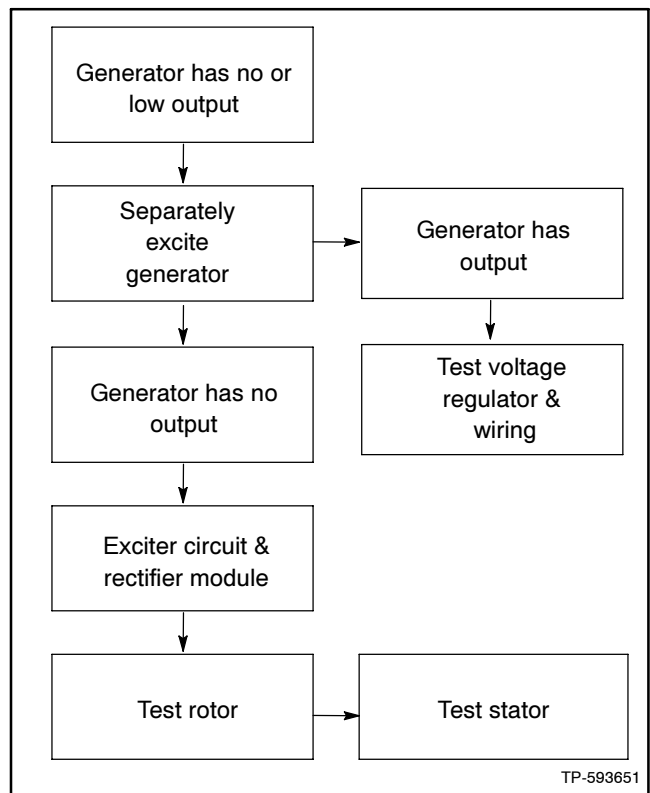 Generator has no or
low output
Separately
excite
generator
Generator has
output
Generator has no
output
Test voltage
regulator &
wiring
Exciter circuit &
rectifier module
Test rotor
Test stator
TP-593651